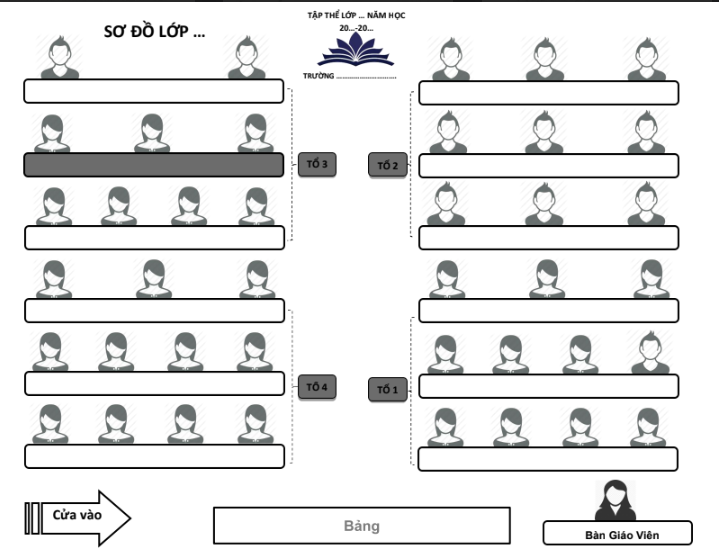 SƠ ĐỒ LỚP ...
TẬP THỂ LỚP ... NĂM HỌC
20...-20...
TRƯỜNG ..............................
TỔ 3
TỔ 2
TỔ 4
TỔ 1
Cửa vào
Bảng
Bàn Giáo Viên